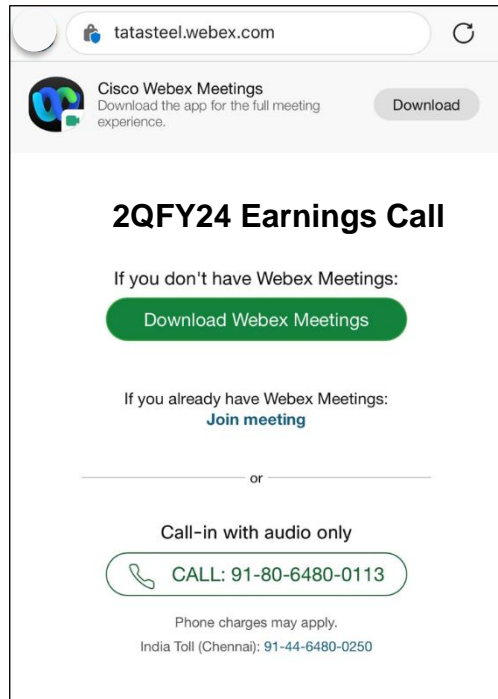 tatasteel.webex.com
Cisco Webex Meetings
Download the app for the full meeting
experience.
Download
2QFY24 Earnings Call
If you don't have Webex Meetings:
Download Webex Meetings
If you already have Webex Meetings:
Join meeting
or
Call-in with audio only
CALL: 91-80-6480-0113
Phone charges may apply.
India Toll (Chennai): 91-44-6480-0250